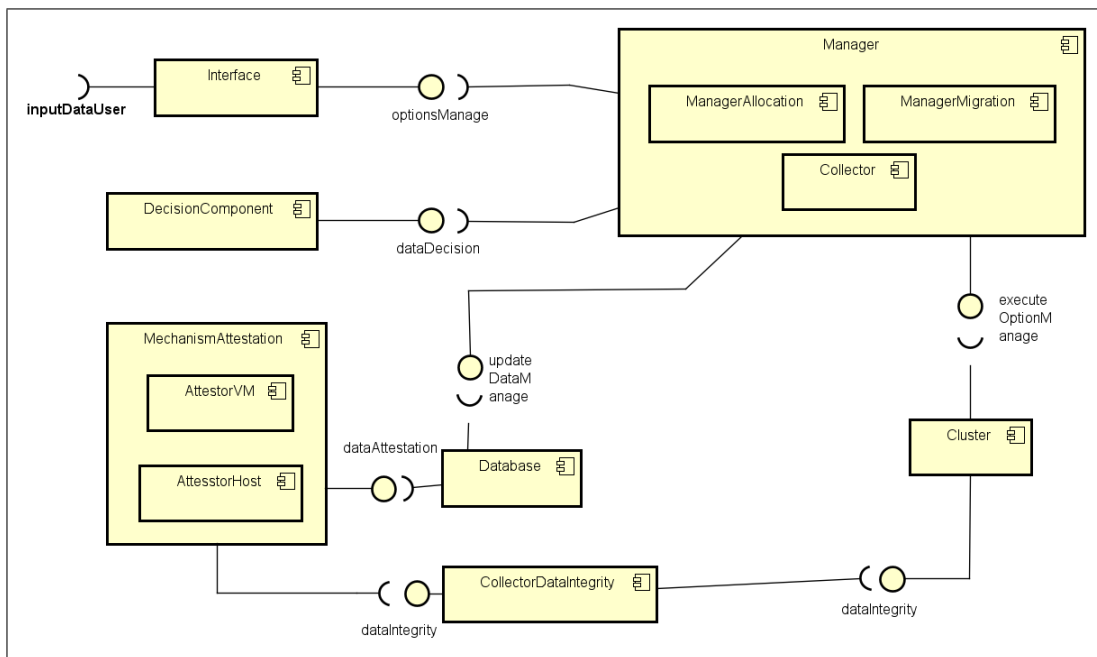 Manager
Interface
inputDataUser
optionsManage
ManagerAllocation
ManagerMigration
Collector
DecisionComponent
dataDecision
execute
OptionM
anage
MechanismAttestation
update
DataM
anage
AttestorVM
dataAttestation
Cluster
Database
AttesstorHost
CollectorDataIntegrity
dataIntegrity
dataIntegrity